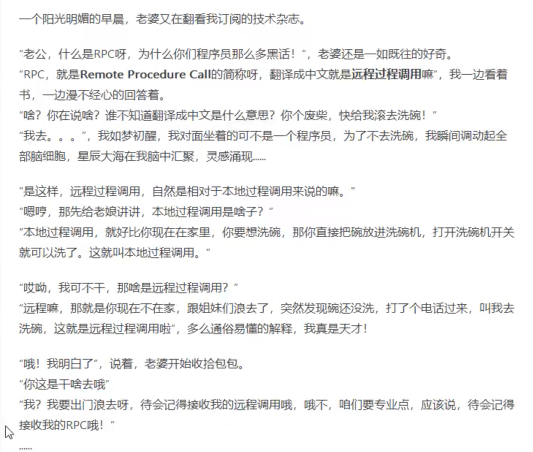 一个阳光明媚的早晨，老婆又在翻看我订阅的技术杂志。
“老公，什么是RPC呀，为什么你们程序员那么多黑话！”，老婆还是一如既往的好奇。
“RPC，就是Remote Procedure Call的简称呀，翻译成中文就是远程过程调用嘛”，我一边看着
书，一边漫不经心的回答着。
“啥？你在说啥？谁不知道翻译成中文是什么意思？你个废柴，快给我滚去洗碗！”
“我去。。。”，我如梦初醒，我对面坐着的可不是一个程序员，为了不去洗碗，我瞬间调动起全
部脑细胞，星辰大海在我脑中汇聚，灵感涌现......
“是这样，远程过程调用，自然是相对于本地过程调用来说的嘛。”
“嗯哼，那先给老娘讲讲，本地过程调用是啥子？”
“本地过程调用，就好比你现在在家里，你要想洗碗，那你直接把碗放进洗碗机，打开洗碗机开关
就可以洗了。这就叫本地过程调用。”
“哎呦，我可不干，那啥是远程过程调用？”
“远程嘛，那就是你现在不在家，跟姐妹们浪去了，突然发现碗还没洗，打了个电话过来，叫我去
洗碗，这就是远程过程调用啦”，多么通俗易懂的解释，我真是天才！
“哦！我明白了”，说着，老婆开始收拾包包。
“你这是干啥去哦”
“我？我要出门浪去呀，待会记得接收我的远程调用哦，哦不，咱们要专业点，应该说，待会记得
接收我的RPC哦！”
......